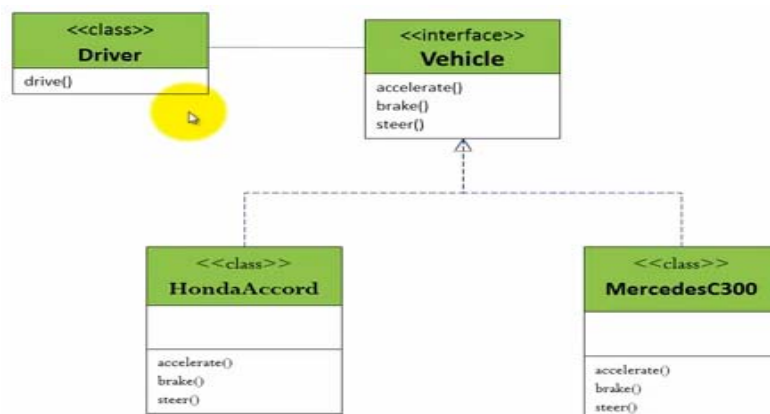 <<class>>
Driver
drive()
<<interface>>
Vehicle
accelerate()
brake()
steer()
<<class>>
HondaAccord
accelerate()
brake()
steer()
<<class>>
MercedesC300
accelerate()
brake()
steer()